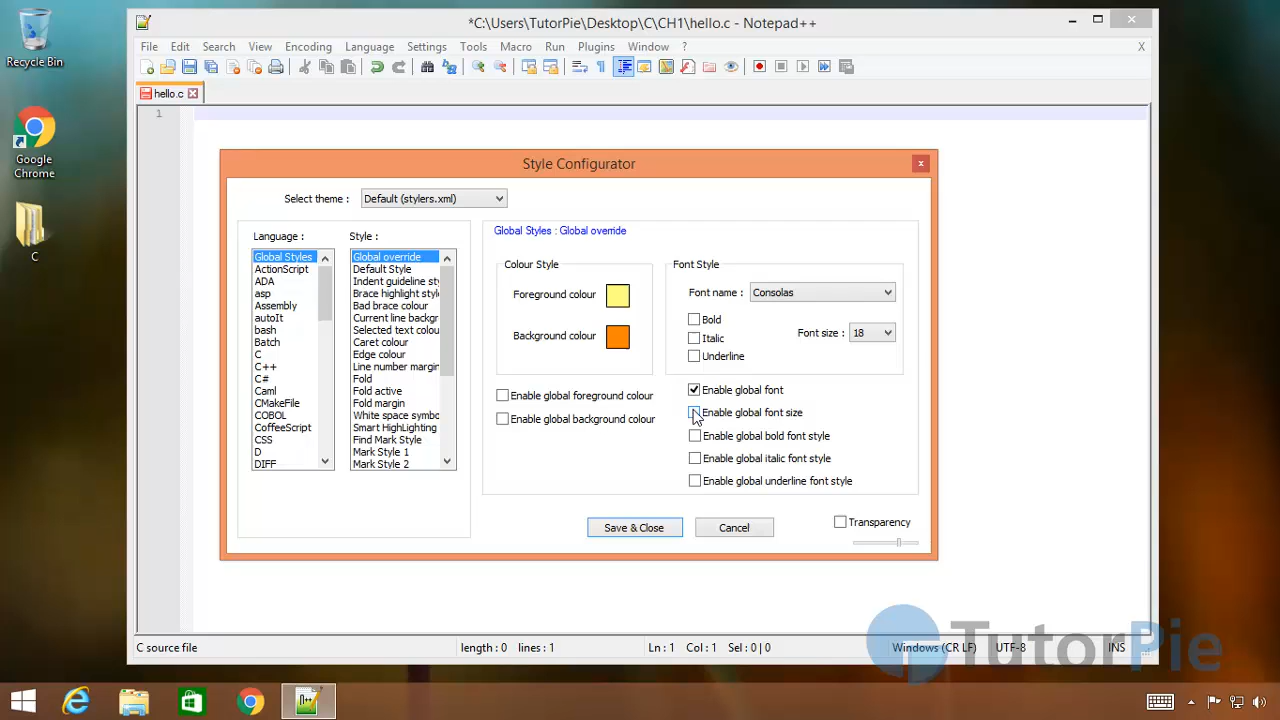 Recycle Bin
Google
Chrome
C
*C:\Users\TutorPie\Desktop\C\CH1\hello.c - Notepad++
File Edit Search View Encoding Language Settings Tools Macro Run Plugins Window ? X
hello.c
1
Style Configurator
Select theme : Default (stylers.xml)
Language :
Global Styles
ActionScript
ADA
asp
Assembly
autoIt
bash
Batch
C
C++
C#
Caml
CMakeFile
COBOL
CoffeeScript
CSS
D
DIFF
Style :
Global override
Default Style
Indent guideline sty
Brace highlight style
Bad brace colour
Current line backgr
Selected text colou
Caret colour
Edge colour
Line number margin
Fold
Fold active
Fold margin
White space symbo
Smart HighLighting
Find Mark Style
Mark Style 1
Mark Style 2
Global Styles : Global override
Colour Style
Foreground colour
Background colour
Font Style
Font name : Consolas
Bold
Italic
Underline
Font size : 18
Enable global foreground colour
Enable global background colour
Enable global font
Enable global font size
Enable global bold font style
Enable global italic font style
Enable global underline font style
Save & Close
Cancel
Transparency
C source file length : 0 lines : 1 Ln : 1 Col : 1 Sel : 0 | 0 Windows (CR LF) UTF-8 INS
TutorPie